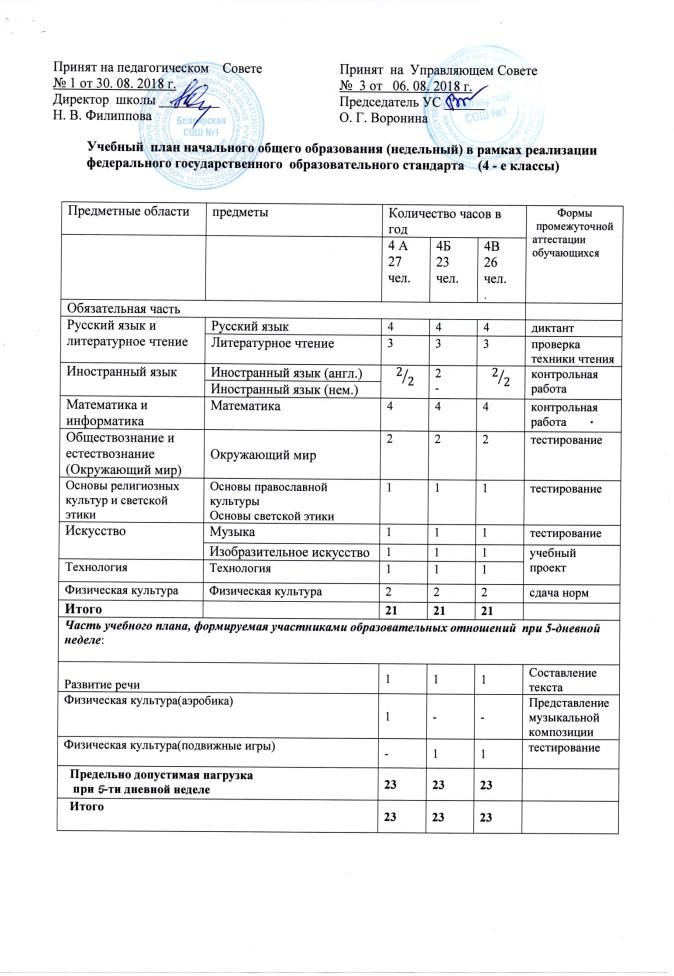 Принят на педагогическом Совете
№ 1 от 30. 08. 2018 г.
Директор школы
Н. В. Филиппова
Принят на Управляющем Совете
№ 3 от 06. 08. 2018 г.
Председатель УС
О. Г. Воронина
Белоярская
СОШ №1
Учебный план начального общего образования (недельный) в рамках реализации
федерального государственного образовательного стандарта (4 - е классы)
Предметные области предметы Количество часов в год Формы промежуточной аттестации обучающихся
4 А 27 чел. 4Б 23 чел. 4В 26 чел. .
Обязательная часть
Русский язык и литературное чтение Русский язык 4 4 4 диктант
Литературное чтение 3 3 3 проверка техники чтения
Иностранный язык Иностранный язык (англ.) 2/2 2 2/2 контрольная работа
Иностранный язык (нем.) -
Математика и информатика Математика 4 4 4 контрольная работа
Обществознание и естествознание (Окружающий мир) Окружающий мир 2 2 2 тестирование
Основы религиозных культур и светской этики Основы православной культуры Основы светской этики 1 1 1 тестирование
Искусство Музыка 1 1 1 тестирование
Изобразительное искусство 1 1 1 учебный проект
Технология Технология 1 1 1
Физическая культура Физическая культура 2 2 2 сдача норм
Итого 21 21 21
Часть учебного плана, формируемая участниками образовательных отношений при 5-дневной
неделе:
Развитие речи 1 1 1 Составление текста
Физическая культура(аэробика) 1 - - Представление музыкальной композиции
Физическая культура(подвижные игры) - 1 1 тестирование
Предельно допустимая нагрузка
при 5-ти дневной неделе 23 23 23
Итого 23 23 23